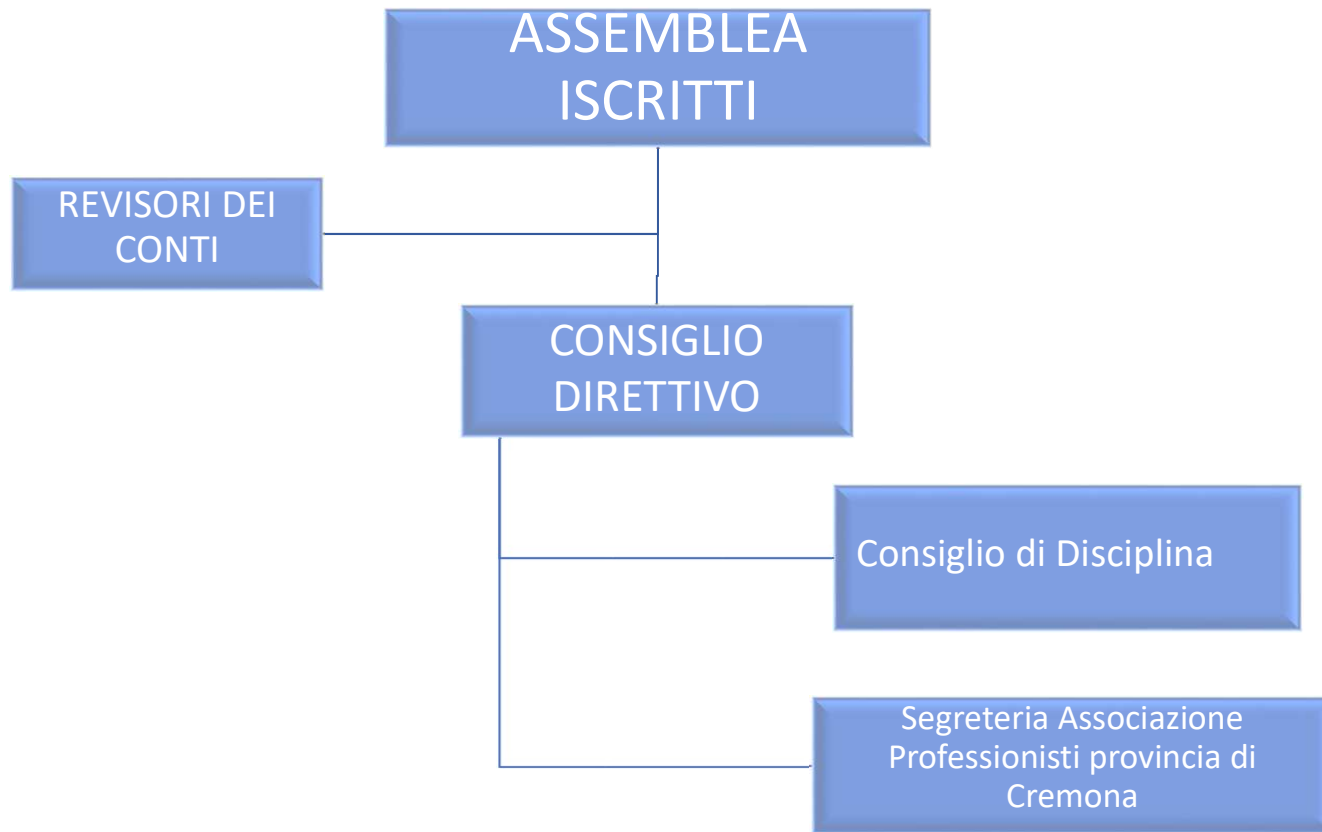 ASSEMBLEA
ISCRITTI
REVISORI DEI
CONTI
CONSIGLIO
DIRETTIVO
Consiglio di Disciplina
Segreteria Associazione
Professionisti provincia di
Cremona